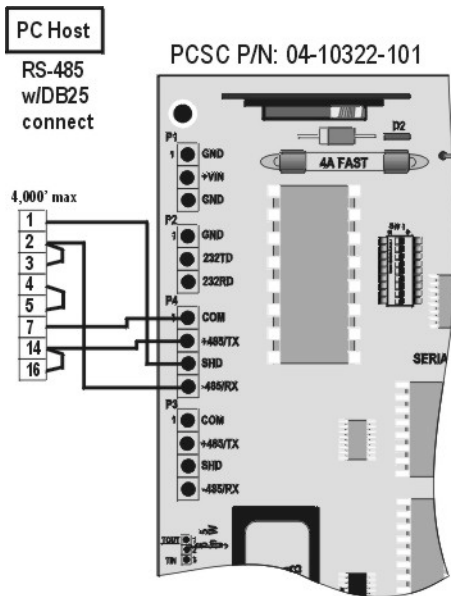 PC Host
RS-485
w/DB25
connect
PCSC P/N: 04-10322-101
4,000' max
1
2
3
4
5
7
14
16
P1
1 GND
+VIN
GND
P2
1 GND
232TD
232RD
P4
1 COM
+485/TX
SHD
-485/RX
P3
1 COM
+485/TX
SHD
-485/RX
D2
4A FAST
SW1
SERIA
TOUT
TIN